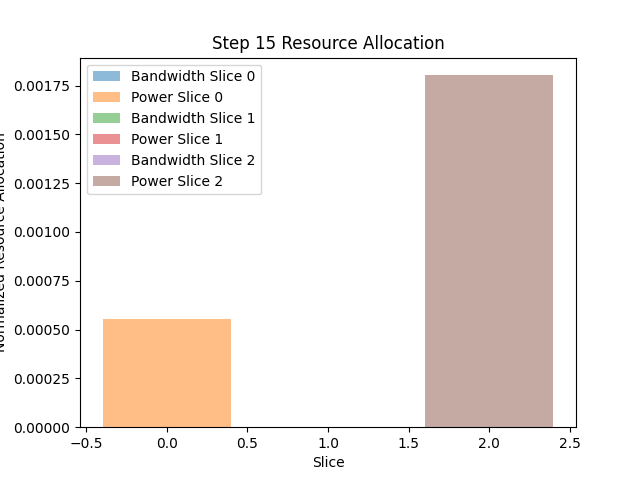 Step 15 Resource Allocation
Bandwidth Slice 0
Power Slice 0
Bandwidth Slice 1
Power Slice 1
Bandwidth Slice 2
Power Slice 2
Normalized Resource Allocation
0.00175
0.00150
0.00125
0.00100
0.00075
0.00050
0.00025
0.00000
−0.5 0.0 0.5 1.0 1.5 2.0 2.5
Slice